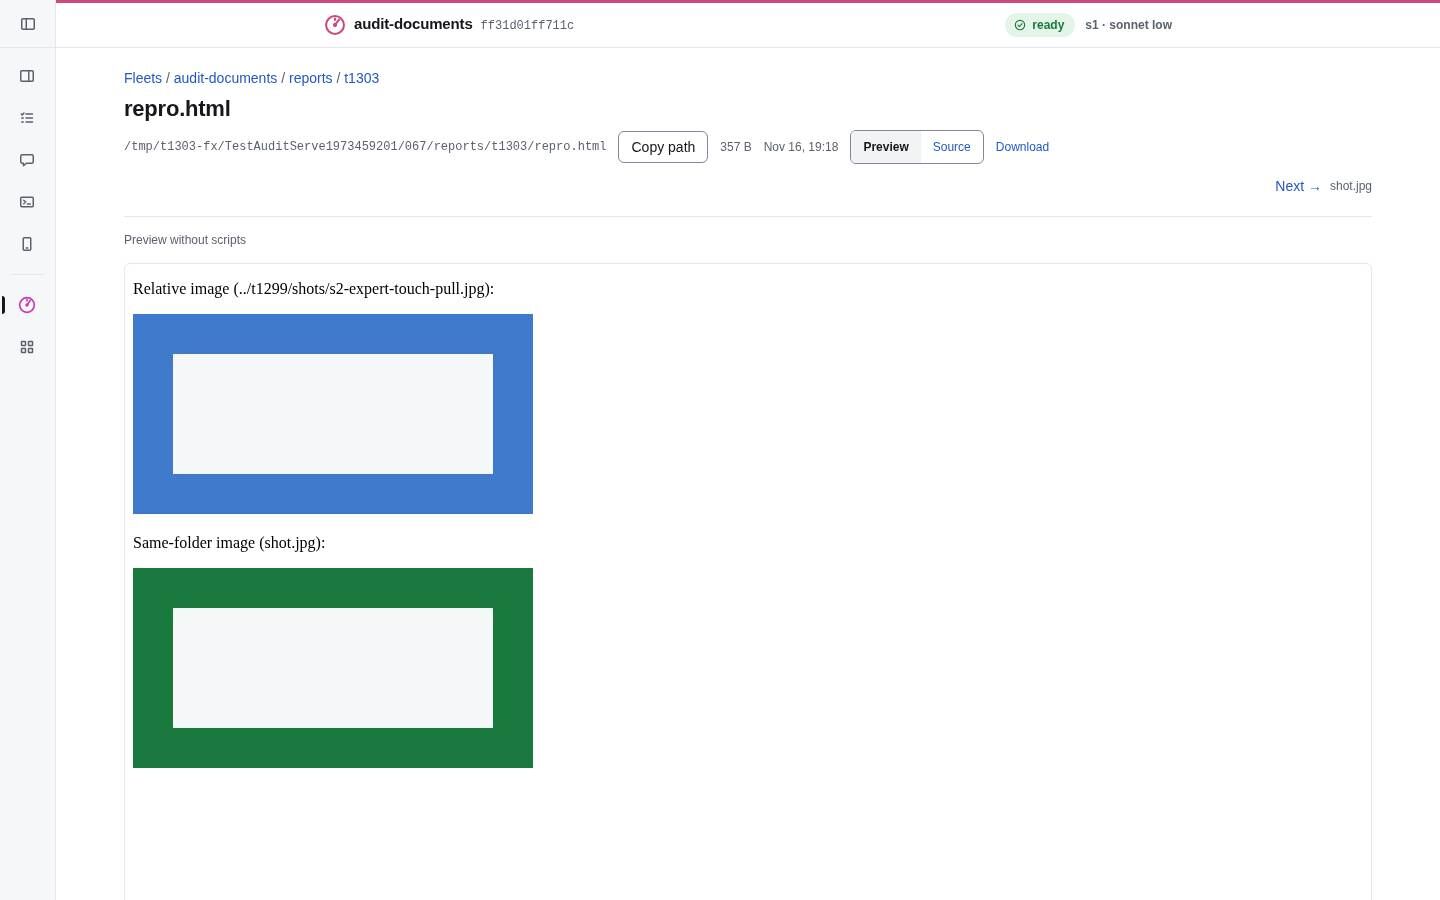 audit-documents ff31d01ff711c
ready s1 · sonnet low
Fleets / audit-documents / reports / t1303
repro.html
/tmp/t1303-fx/TestAuditServe1973459201/067/reports/t1303/repro.html Copy path 357 B Nov 16, 19:18 Preview Source Download
Next → shot.jpg
Preview without scripts
Relative image (../t1299/shots/s2-expert-touch-pull.jpg):
Same-folder image (shot.jpg):